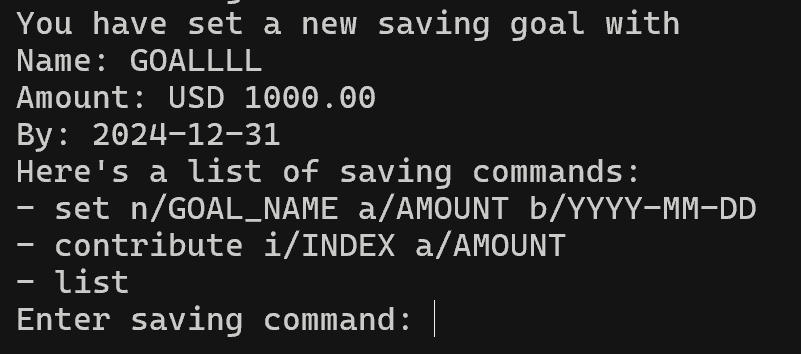 You have set a new saving goal with
Name: GOALLLL
Amount: USD 1000.00
By: 2024-12-31
Here's a list of saving commands:
- set n/GOAL_NAME a/AMOUNT b/YYYY-MM-DD
- contribute i/INDEX a/AMOUNT
- list
Enter saving command: